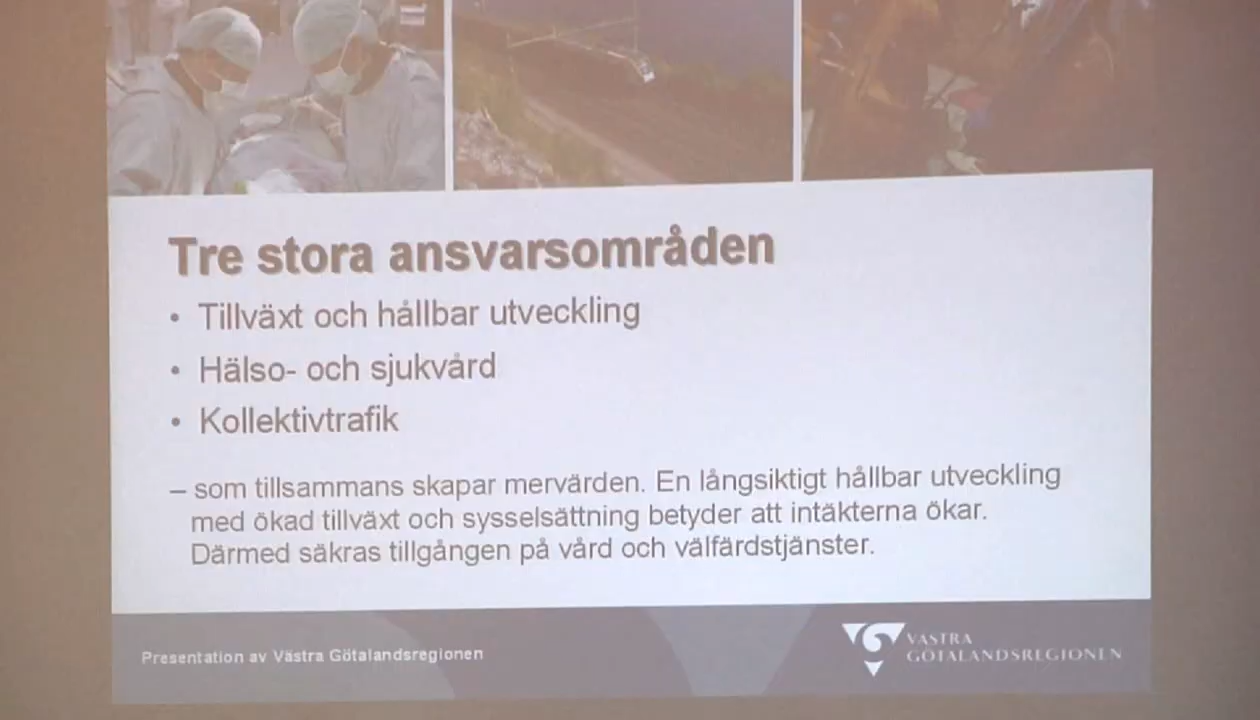 Tre stora ansvarsområden
• Tillväxt och hållbar utveckling
• Hälso- och sjukvård
• Kollektivtrafik
– som tillsammans skapar mervärden. En långsiktigt hållbar utveckling
med ökad tillväxt och sysselsättning betyder att intäkterna ökar.
Därmed säkras tillgången på vård och välfärdstjänster.
Presentation av Västra Götalandsregionen
VÄSTRA
GÖTALANDSREGIONEN